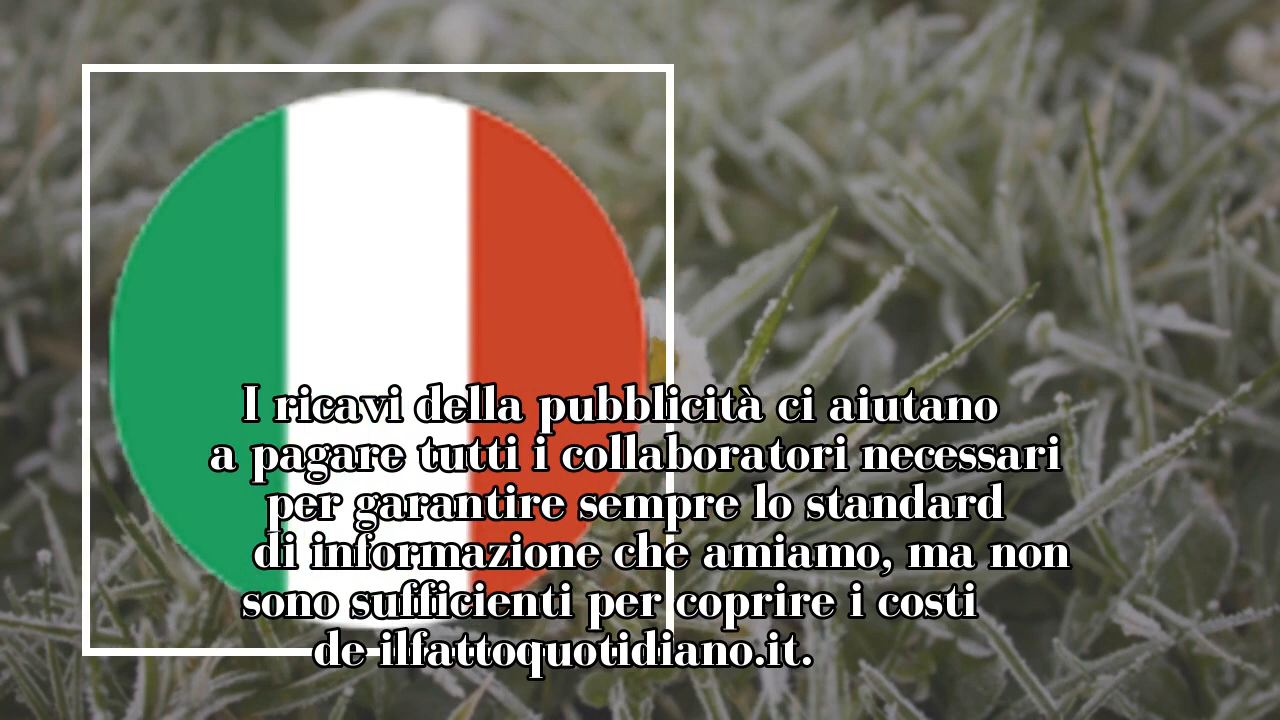 I ricavi della pubblicità ci aiutano
a pagare tutti i collaboratori necessari
per garantire sempre lo standard
di informazione che amiamo, ma non
sono sufficienti per coprire i costi
de ilfattoquotidiano.it.